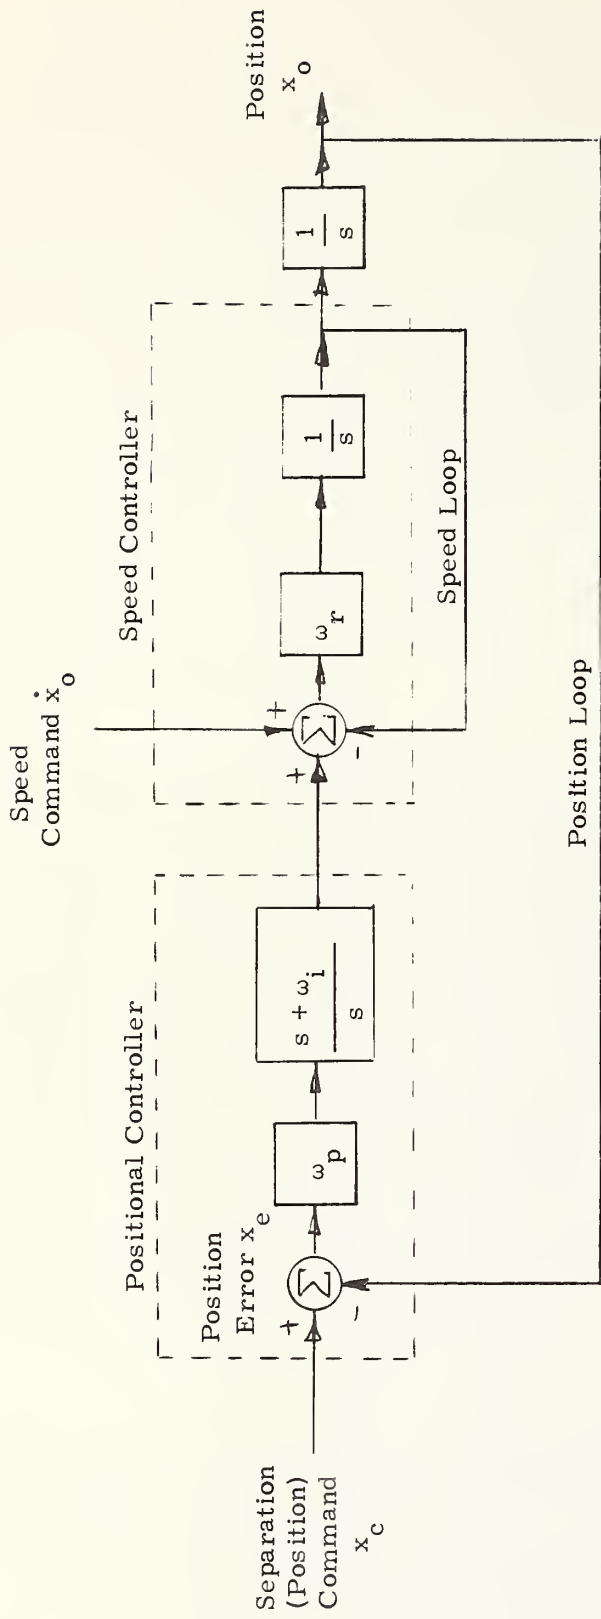 Separation
(Position)
Command
x_c
Positional Controller
Position
Error x_e
+
-
Σ
ω_p
s + ω_i
s
Speed
Command ẋ_o
Speed Controller
+
+
-
Σ
ω_r
1
s
Speed Loop
1
s
Position
x_o
Position Loop